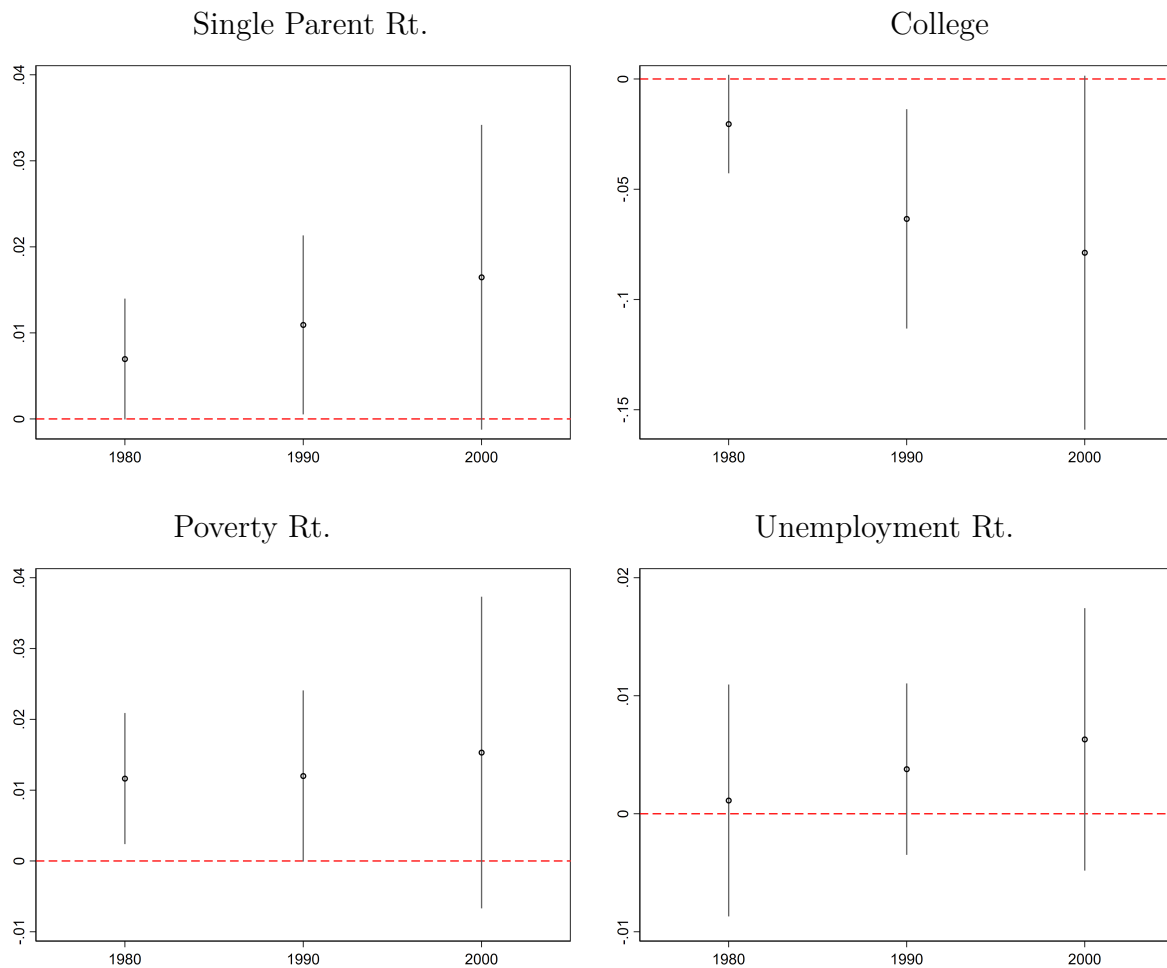 Single Parent Rt.
.04
.03
.02
.01
0
1980 1990 2000
College
0
-.05
-.1
-.15
1980 1990 2000
Poverty Rt.
.04
.03
.02
.01
0
-.01
1980 1990 2000
Unemployment Rt.
.02
.01
0
-.01
1980 1990 2000